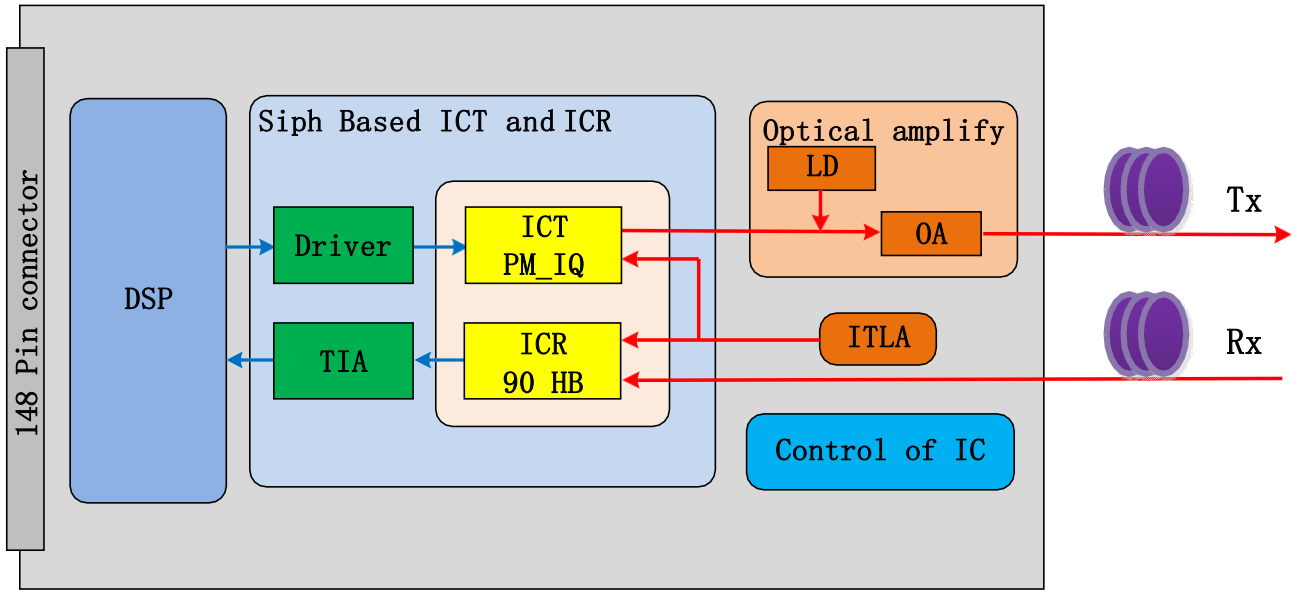 148 Pin connector
DSP
Siph Based ICT and ICR
Driver
TIA
ICT
PM_IQ
ICR
90 HB
Optical amplify
LD
OA
ITLA
Control of IC
Tx
Rx